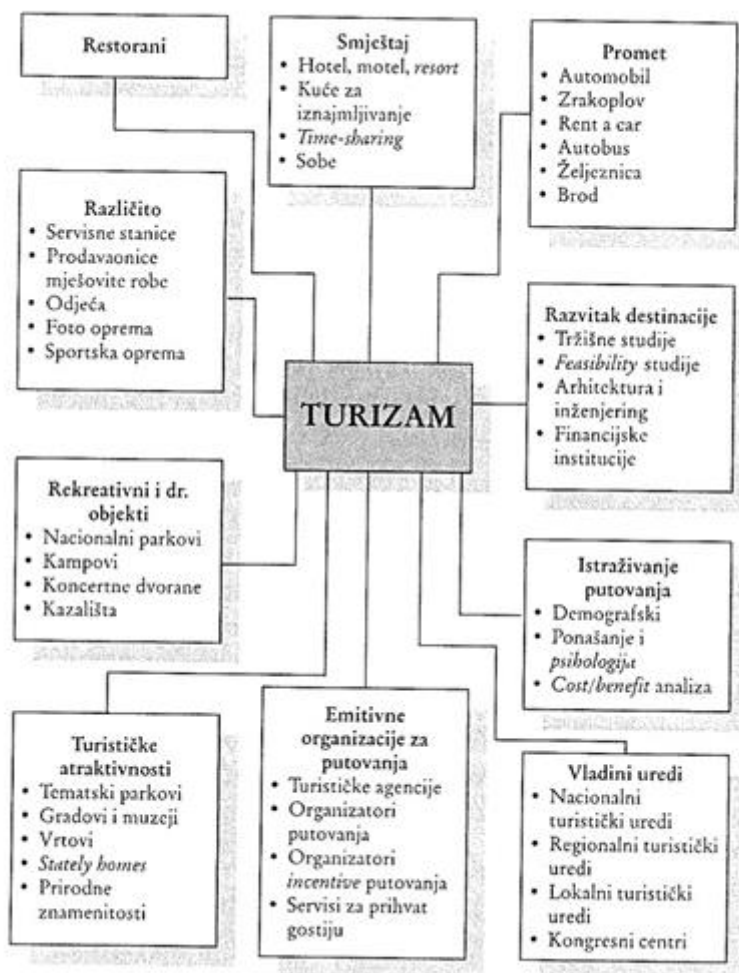 Restorani
Smještaj
• Hotel, motel, resort
• Kuće za
iznajmljivanje
• Time-sharing
• Sobe
Promet
• Automobil
• Zrakoplov
• Rent a car
• Autobus
• Željeznica
• Brod
Različito
• Servisne stanice
• Prodavaonice
mješovite robe
• Odjeća
• Foto oprema
• Sportska oprema
Razvitak destinacije
• Tržišne studije
• Feasibility studije
• Arhitektura i
inženjering
• Financijske
institucije
TURIZAM
Rekreativni i dr.
objekti
• Nacionalni parkovi
• Kampovi
• Koncertne dvorane
• Kazališta
Istraživanje
putovanja
• Demografski
• Ponašanje i
psihologija
• Cost/benefit analiza
Turističke
atraktivnosti
• Tematski parkovi
• Gradovi i muzeji
• Vrtovi
• Stately homes
• Prirodne
znamenitosti
Emitivne
organizacije za
putovanja
• Turističke agencije
• Organizatori
putovanja
• Organizatori
incentive putovanja
• Servisi za prihvat
gostiju
Vladini uredi
• Nacionalni
turistički uredi
• Regionalni turistički
uredi
• Lokalni turistički
uredi
• Kongresni centri